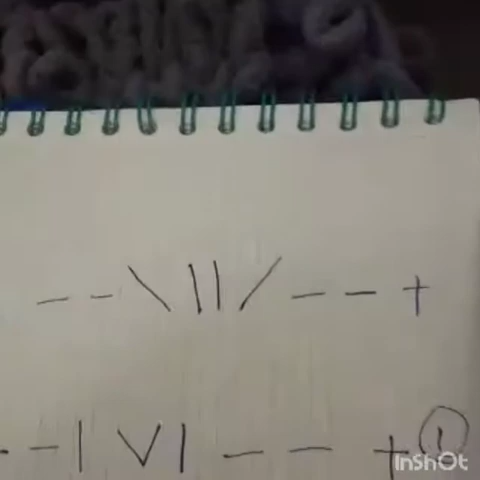 - - \ | | / - - +
- - | V | - - + ①
InShOt